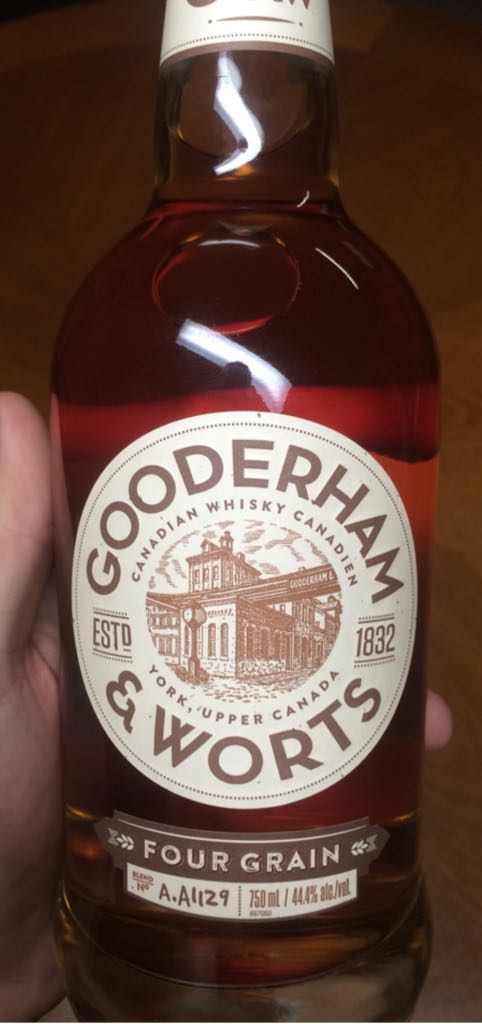 GOODERHAM
CANADIAN WHISKY CANADIEN
GOODERHAM &
ESTD
1832
YORK, UPPER CANADA
& WORTS
FOUR GRAIN
BLEND
Nº
A.A1129
750 mL / 44.4% alc./vol.
887060